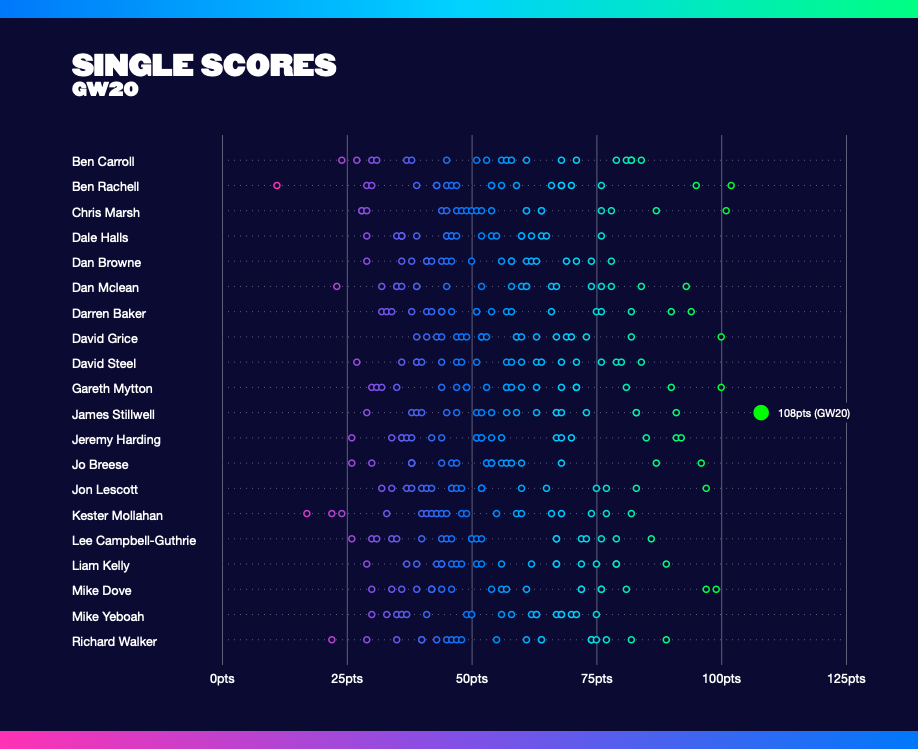 SINGLE SCORES
GW20
Ben Carroll
Ben Rachell
Chris Marsh
Dale Halls
Dan Browne
Dan Mclean
Darren Baker
David Grice
David Steel
Gareth Mytton
James Stillwell
108pts (GW20)
Jeremy Harding
Jo Breese
Jon Lescott
Kester Mollahan
Lee Campbell-Guthrie
Liam Kelly
Mike Dove
Mike Yeboah
Richard Walker
0pts 25pts 50pts 75pts 100pts 125pts